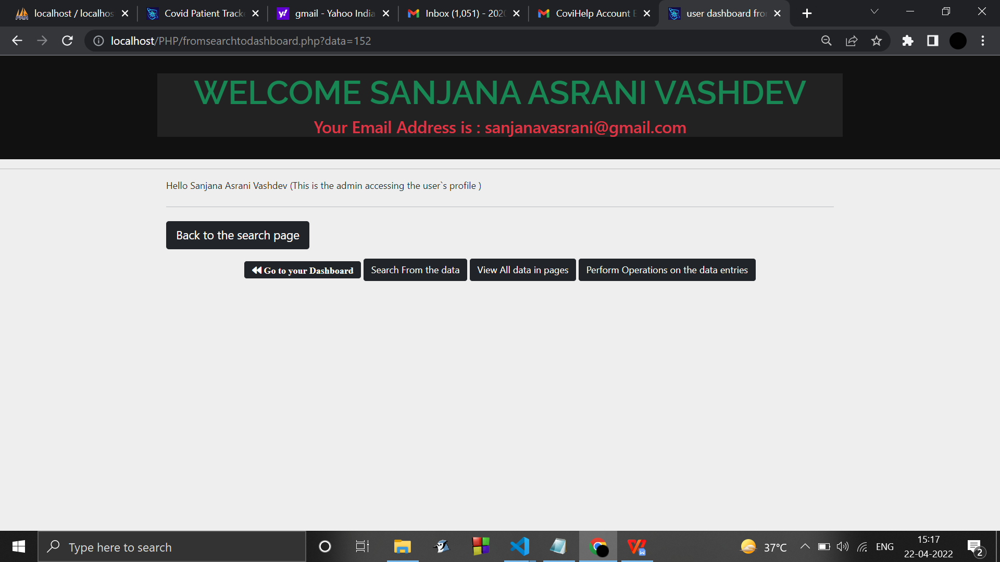 localhost / localhos
Covid Patient Track
gmail - Yahoo India
Inbox (1,051) - 202
CoviHelp Account
user dashboard fro
localhost/PHP/fromsearchtodashboard.php?data=152
WELCOME SANJANA ASRANI VASHDEV
Your Email Address is : sanjanavasrani@gmail.com
Hello Sanjana Asrani Vashdev (This is the admin accessing the user`s profile )
Back to the search page
Go to your Dashboard
Search From the data
View All data in pages
Perform Operations on the data entries
Type here to search
37°C
ENG
15:17
22-04-2022
2